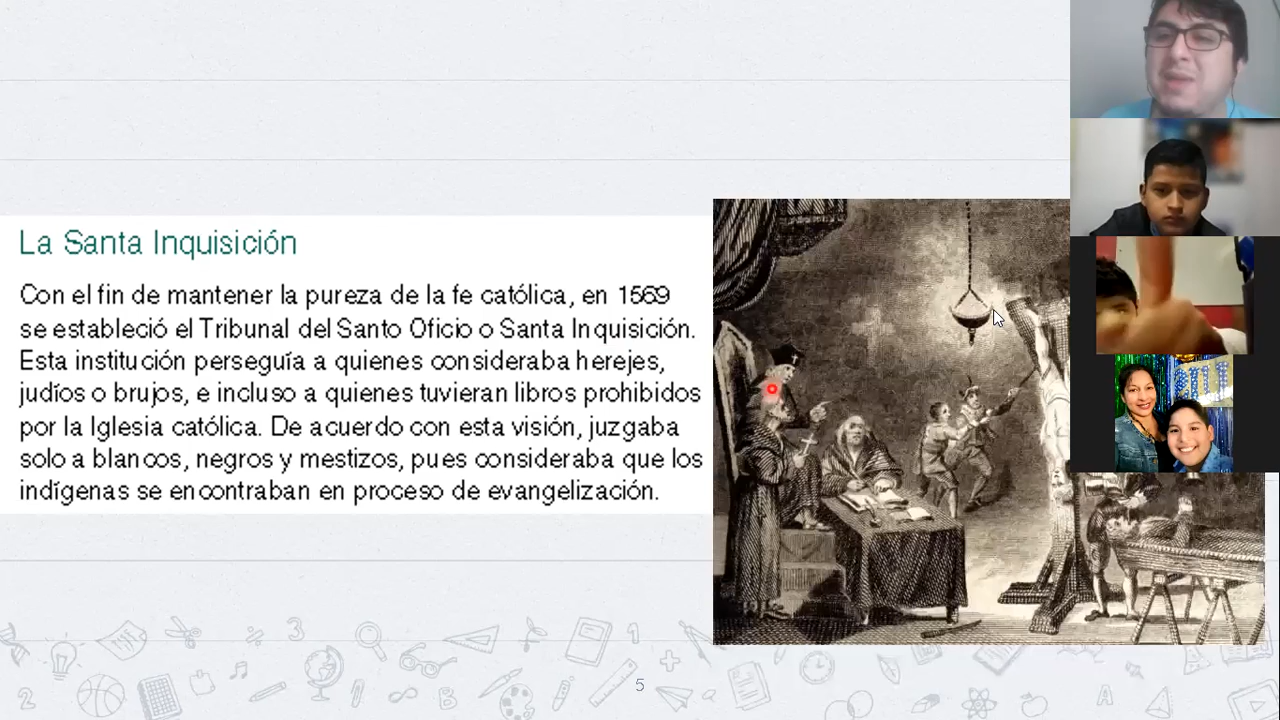 La Santa Inquisición
Con el fin de mantener la pureza de la fe católica, en 1569
se estableció el Tribunal del Santo Oficio o Santa Inquisición.
Esta institución perseguía a quienes consideraba herejes,
judíos o brujos, e incluso a quienes tuvieran libros prohibidos
por la Iglesia católica. De acuerdo con esta visión, juzgaba
solo a blancos, negros y mestizos, pues consideraba que los
indígenas se encontraban en proceso de evangelización.
5